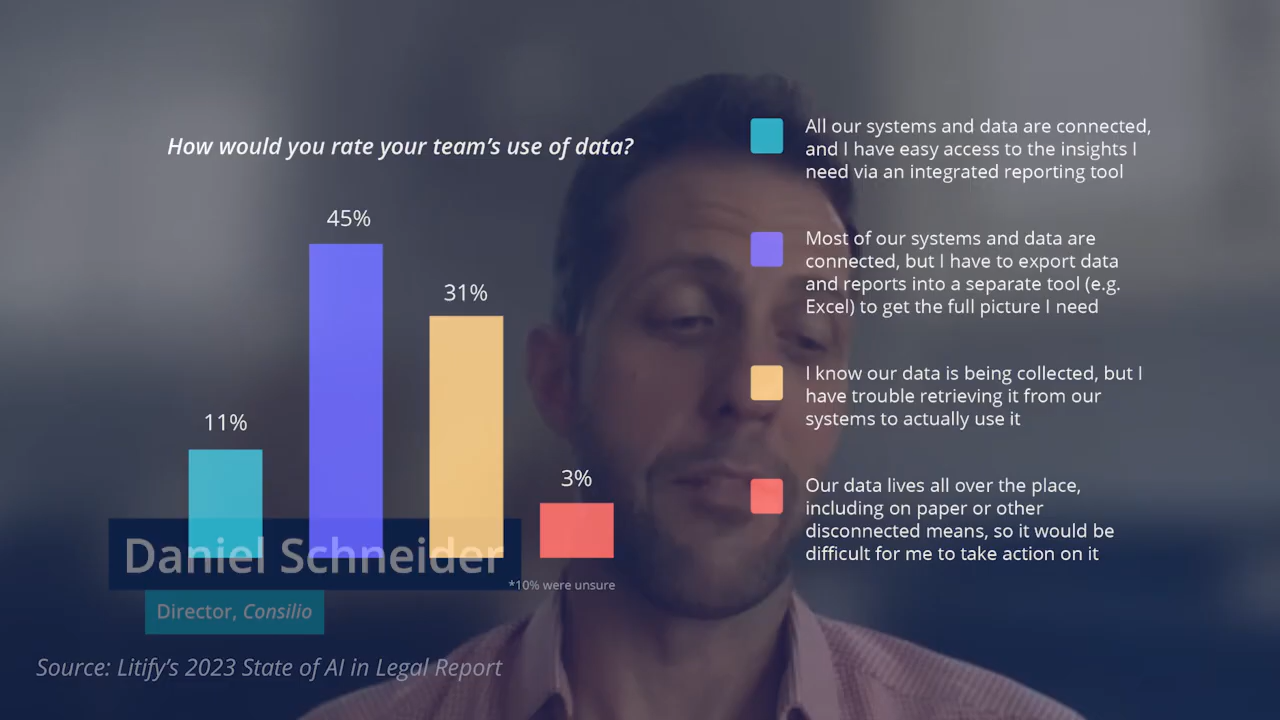 How would you rate your team's use of data?
45%
31%
11%
3%
*10% were unsure
All our systems and data are connected,
and I have easy access to the insights I
need via an integrated reporting tool
Most of our systems and data are
connected, but I have to export data
and reports into a separate tool (e.g.
Excel) to get the full picture I need
I know our data is being collected, but I
have trouble retrieving it from our
systems to actually use it
Our data lives all over the place,
including on paper or other
disconnected means, so it would be
difficult for me to take action on it
Daniel Schneider
Director, Consilio
Source: Litify's 2023 State of AI in Legal Report